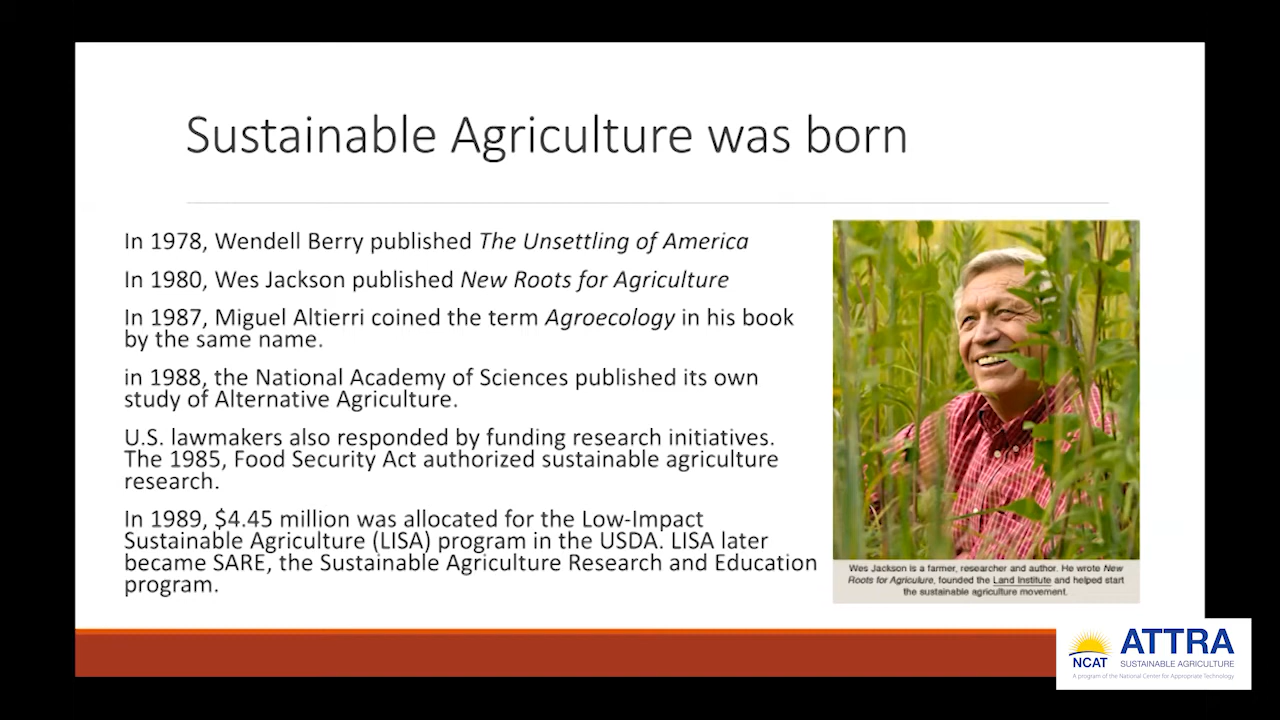 Sustainable Agriculture was born
In 1978, Wendell Berry published The Unsettling of America
In 1980, Wes Jackson published New Roots for Agriculture
In 1987, Miguel Altierri coined the term Agroecology in his book
by the same name.
in 1988, the National Academy of Sciences published its own
study of Alternative Agriculture.
U.S. lawmakers also responded by funding research initiatives.
The 1985, Food Security Act authorized sustainable agriculture
research.
In 1989, $4.45 million was allocated for the Low-Impact
Sustainable Agriculture (LISA) program in the USDA. LISA later
became SARE, the Sustainable Agriculture Research and Education
program.
Wes Jackson is a farmer, researcher and author. He wrote New
Roots for Agriculure, founded the Land Institute and helped start
the sustainable agriculture movement.
NCAT
ATTRA
SUSTAINABLE AGRICULTURE
A program of the National Center for Appropriate Technology